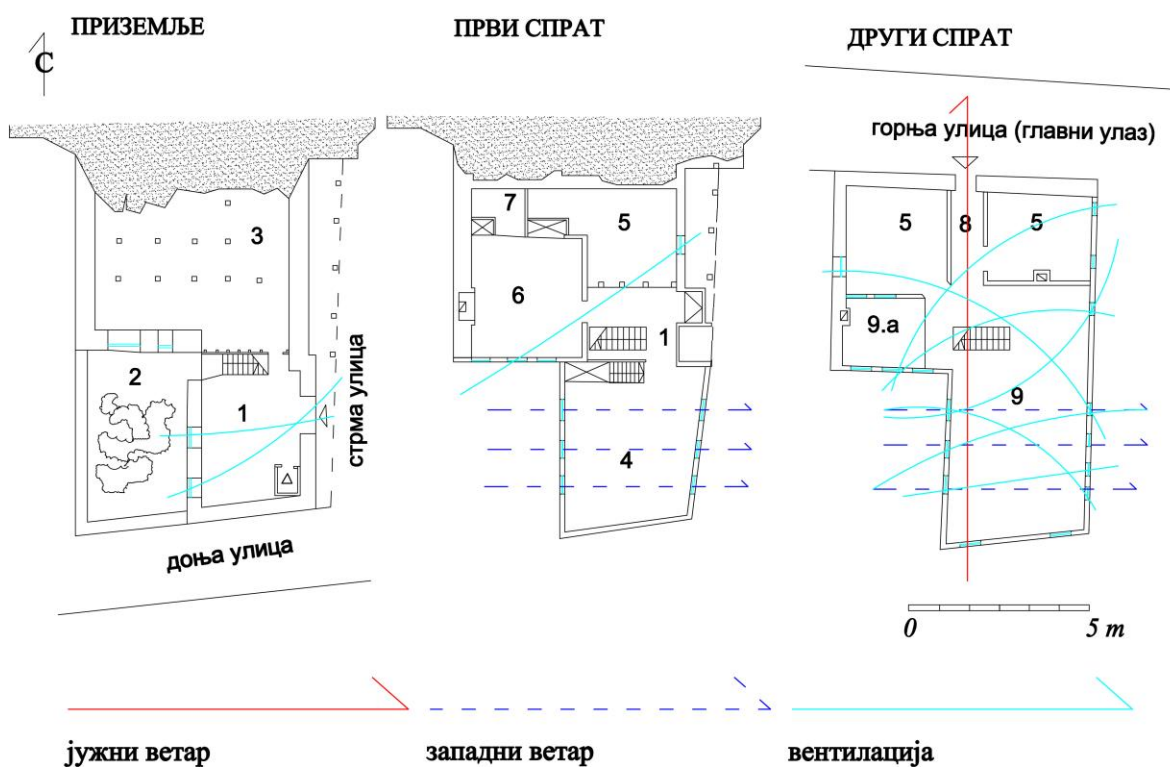 ПРИЗЕМЉЕ
ПРВИ СПРАТ
ДРУГИ СПРАТ
С
горња улица (главни улаз)
3
2
1
стрма улица
доња улица
7
5
6
1
4
5
8
5
9.а
9
0
5 m
јужни ветар
западни ветар
вентилација